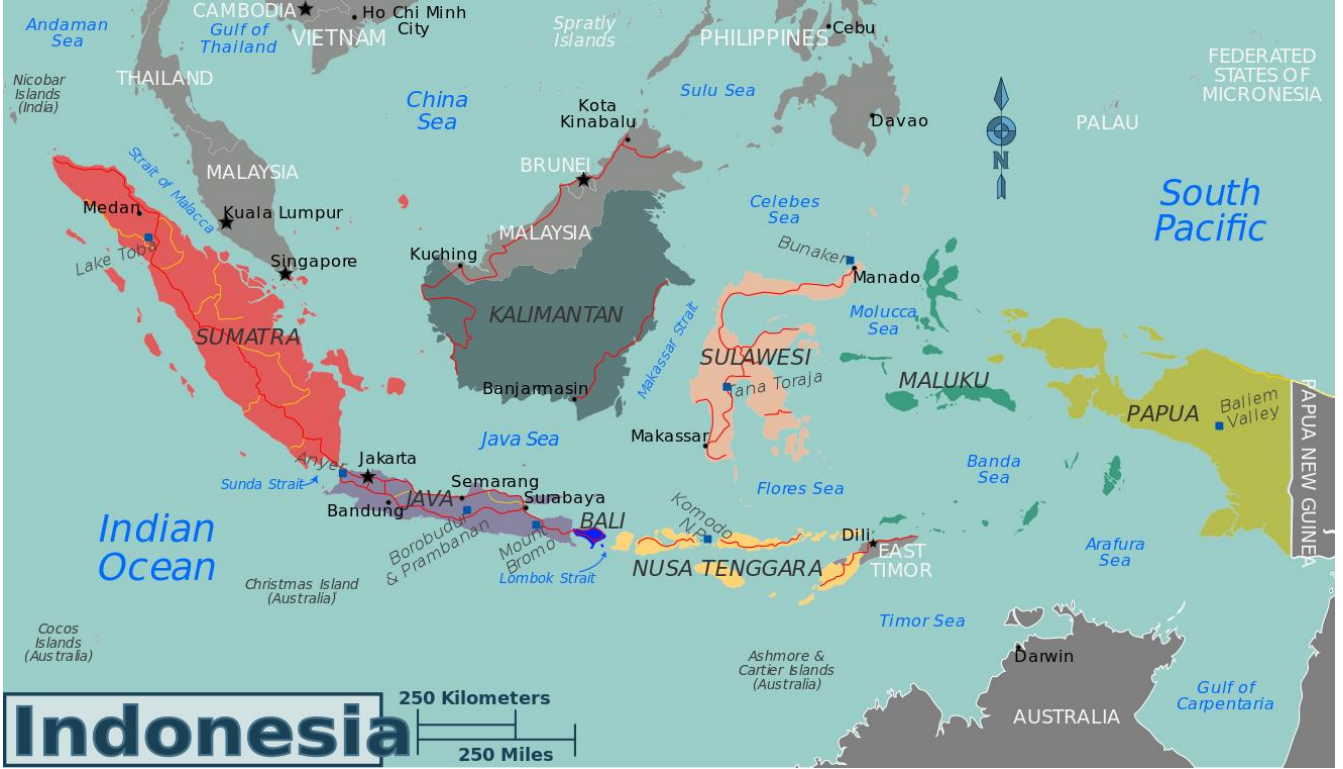 CAMBODIA
Ho Chi Minh
City
Andaman
Sea
Gulf of
Thailand
VIETNAM
Spratly
Islands
PHILIPPINES
Cebu
THAILAND
Nicobar
Islands
(India)
China
Sea
Sulu Sea
FEDERATED
STATES OF
MICRONESIA
Kota
Kinabalu
Davao
PALAU
N
Strait of Malacca
MALAYSIA
BRUNEI
Medan
Kuala Lumpur
Celebes
Sea
South
Pacific
MALAYSIA
Lake Toba
Singapore
Kuching
Bunaken
Manado
SUMATRA
KALIMANTAN
Makassar Strait
Molucca
Sea
SULAWESI
Tana Toraja
MALUKU
Banjarmasin
PAPUA
Baliem
Valley
PAPUA NEW GUINEA
Java Sea
Makassar
Anyer
Jakarta
Sunda Strait
Semarang
JAVA
Surabaya
Bandung
Banda
Sea
Flores Sea
Indian
Ocean
Borobudur
& Prambanan
Mount
Bromo
BALI
Komodo
NP
Dili
EAST
TIMOR
Lombok Strait
NUSA TENGGARA
Arafura
Sea
Christmas Island
(Australia)
Timor Sea
Cocos
Islands
(Australia)
Ashmore &
Cartier Islands
(Australia)
Darwin
Gulf of
Carpentaria
AUSTRALIA
Indonesia
250 Kilometers
250 Miles